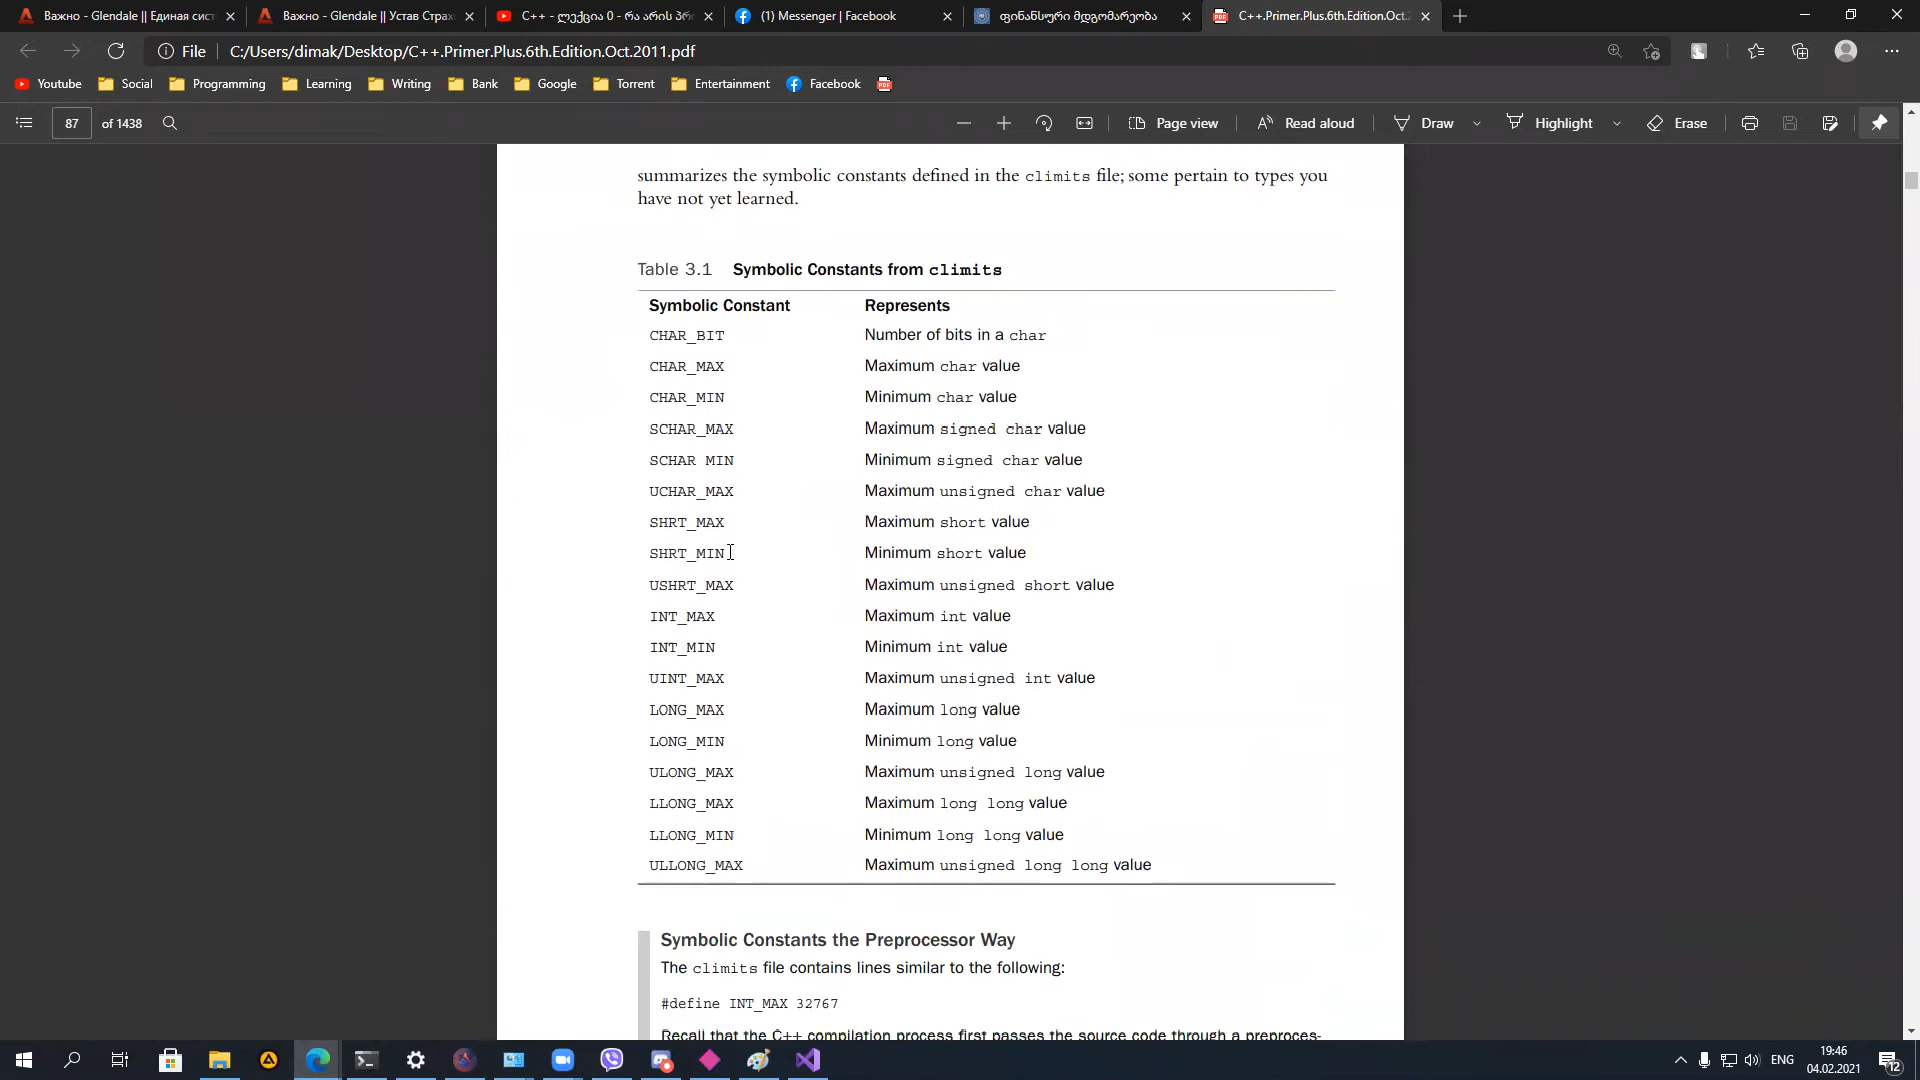 Важно - Glendale || Единая сист
Важно - Glendale || Устав Страх
C++ - ლექცია 0 - რა არის პრ
(1) Messenger | Facebook
ფინანსური მდგომარეობა
C++.Primer.Plus.6th.Edition.Oct.2
File C:/Users/dimak/Desktop/C++.Primer.Plus.6th.Edition.Oct.2011.pdf
Youtube Social Programming Learning Writing Bank Google Torrent Entertainment Facebook
87 of 1438 Page view Read aloud Draw Highlight Erase
summarizes the symbolic constants defined in the climits file; some pertain to types you
have not yet learned.
Table 3.1 Symbolic Constants from climits
Symbolic Constant Represents
CHAR_BIT Number of bits in a char
CHAR_MAX Maximum char value
CHAR_MIN Minimum char value
SCHAR_MAX Maximum signed char value
SCHAR MIN Minimum signed char value
UCHAR_MAX Maximum unsigned char value
SHRT_MAX Maximum short value
SHRT_MIN Minimum short value
USHRT_MAX Maximum unsigned short value
INT_MAX Maximum int value
INT_MIN Minimum int value
UINT_MAX Maximum unsigned int value
LONG_MAX Maximum long value
LONG_MIN Minimum long value
ULONG_MAX Maximum unsigned long value
LLONG_MAX Maximum long long value
LLONG_MIN Minimum long long value
ULLONG_MAX Maximum unsigned long long value
Symbolic Constants the Preprocessor Way
The climits file contains lines similar to the following:
#define INT_MAX 32767
Recall that the C++ compilation process first passes the source code through a preproces-
ENG
19:46
04.02.2021
12